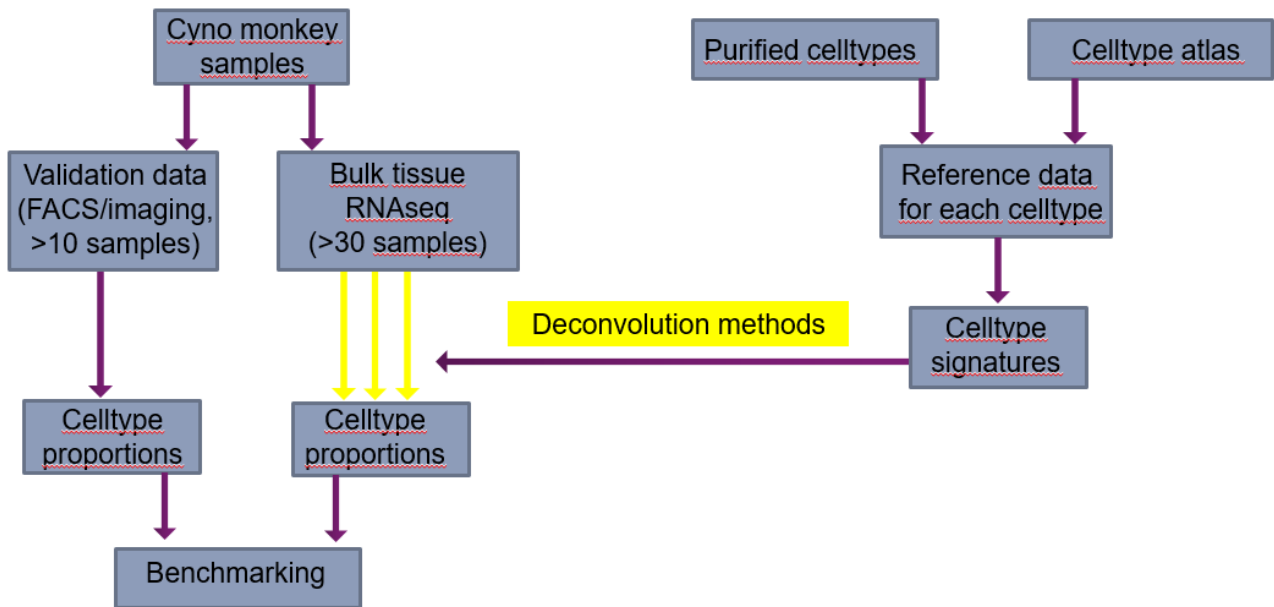 Cyno monkey
samples
Purified celltypes
Celltype atlas
Validation data
(FACS/imaging,
>10 samples)
Bulk tissue
RNAseq
(>30 samples)
Reference data
for each celltype
Deconvolution methods
Celltype
signatures
Celltype
proportions
Celltype
proportions
Benchmarking